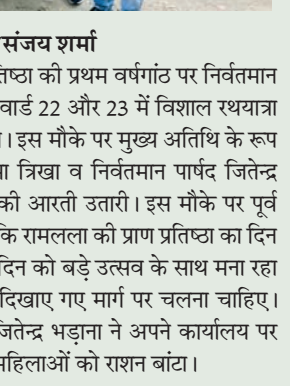 संजय शर्मा
तिष्ठा की प्रथम वर्षगांठ पर निर्वतमान
वार्ड 22 और 23 में विशाल रथयात्रा
। इस मौके पर मुख्य अतिथि के रूप
ा त्रिखा व निर्वतमान पार्षद जितेन्द्र
की आरती उतारी। इस मौके पर पूर्व
कि रामलला की प्राण प्रतिष्ठा का दिन
दिन को बड़े उत्सव के साथ मना रहा
दिखाए गए मार्ग पर चलना चाहिए।
जितेन्द्र भड़ाना ने अपने कार्यालय पर
महिलाओं को राशन बांटा।